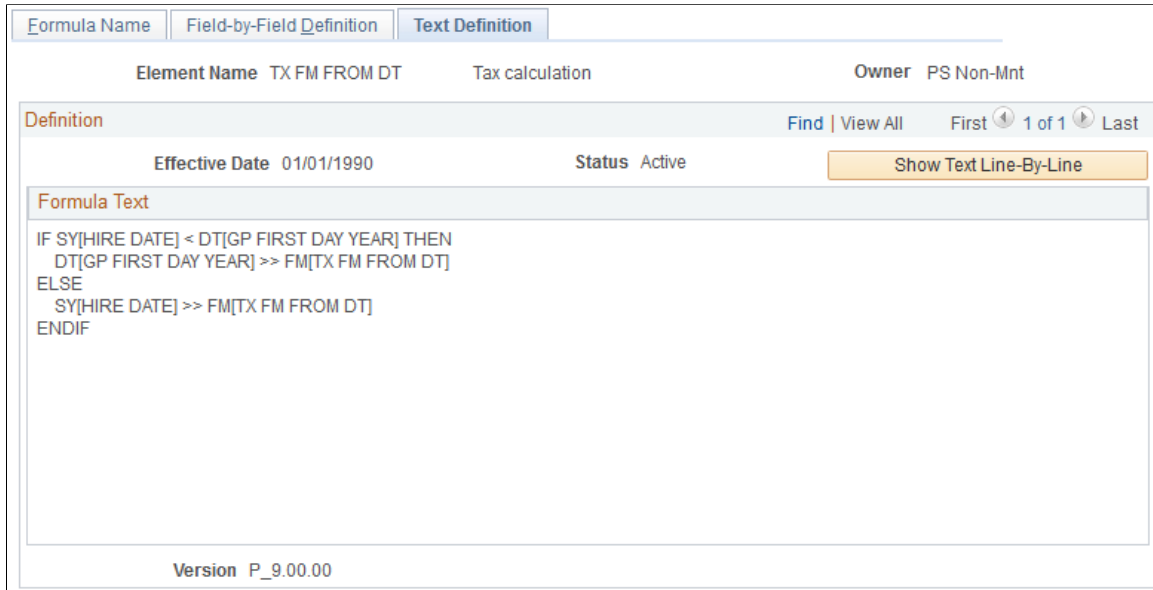 Formula Name Field-by-Field Definition Text Definition
Element Name TX FM FROM DT Tax calculation Owner PS Non-Mnt
Definition Find | View All First 1 of 1 Last
Effective Date 01/01/1990 Status Active Show Text Line-By-Line
Formula Text
IF SY[HIRE DATE] < DT[GP FIRST DAY YEAR] THEN
DT[GP FIRST DAY YEAR] >> FM[TX FM FROM DT]
ELSE
SY[HIRE DATE] >> FM[TX FM FROM DT]
ENDIF
Version P_9.00.00